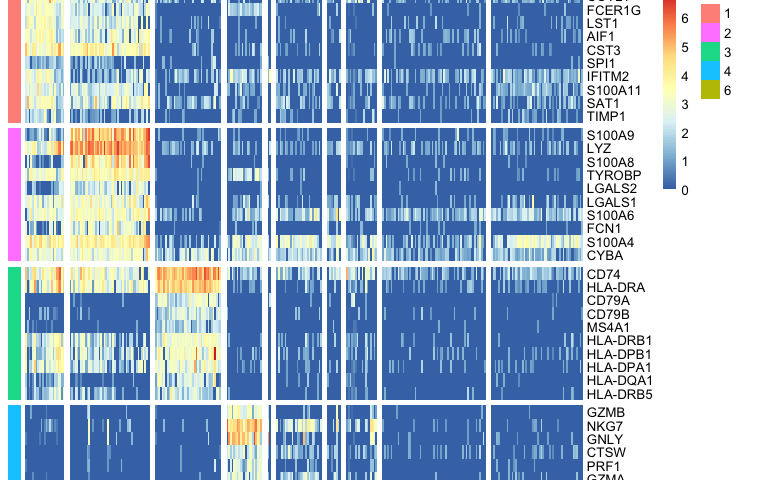 FCER1G
LST1
AIF1
CST3
SPI1
IFITM2
S100A11
SAT1
TIMP1
S100A9
LYZ
S100A8
TYROBP
LGALS2
LGALS1
S100A6
FCN1
S100A4
CYBA
CD74
HLA-DRA
CD79A
CD79B
MS4A1
HLA-DRB1
HLA-DPB1
HLA-DPA1
HLA-DQA1
HLA-DRB5
GZMB
NKG7
GNLY
CTSW
PRF1
GZMA
6
5
4
3
2
1
0
1
2
3
4
6